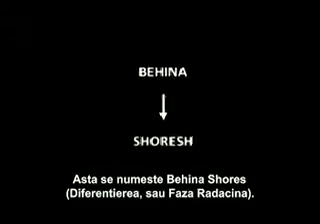 BEHINA
SHORESH
Asta se numeste Behina Shores
(Diferentierea, sau Faza Radacina).